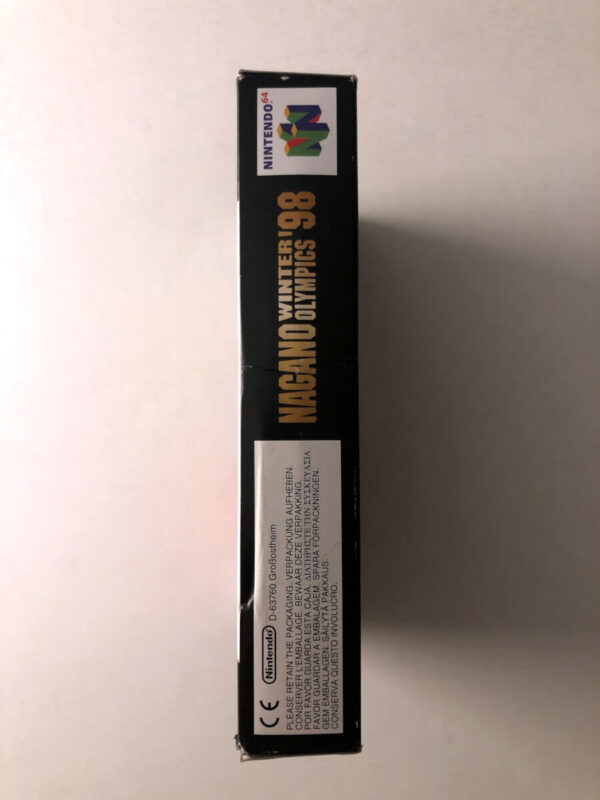 NAGANO WINTER OLYMPICS '98
NINTENDO 64
CE Nintendo D-63760 Großostheim
PLEASE RETAIN THE PACKAGING. VERPACKUNG AUFHEBEN.
CONSERVER L'EMBALLAGE. BEWAAR DEZE VERPAKKING.
POR FAVOR GUARDA ESTA CAJA. ΔΙΑΤΗΡΗΣΤΕ ΤΗΝ ΣΥΣΚΕΥΑΣΙΑ.
FAVOR GUARDAR A EMBALAGEM. SPARA FÖRPACKNINGEN.
GEM EMBALLAGEN. SÄILYTÄ PAKKAUS.
CONSERVA QUESTO INVOLUCRO.